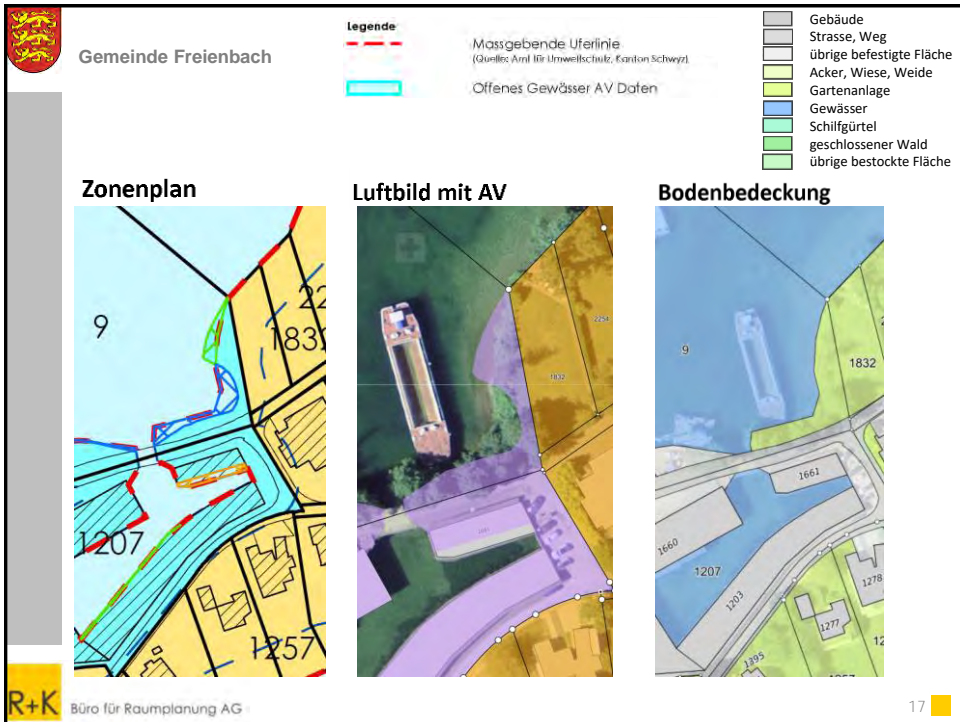 Gemeinde Freienbach
Legende
Massgebende Uferlinie
(Quelle: Amt für Umweltschutz, Kanton Schwyz)
Offenes Gewässer AV Daten
Gebäude
Strasse, Weg
übrige befestigte Fläche
Acker, Wiese, Weide
Gartenanlage
Gewässer
Schilfgürtel
geschlossener Wald
übrige bestockte Fläche
Zonenplan
9
1207
1257
Luftbild mit AV
2254
1832
Bodenbedeckung
9
1832
1661
1660
1207
1203
1278
1277
1395
R+K
Büro für Raumplanung AG
17